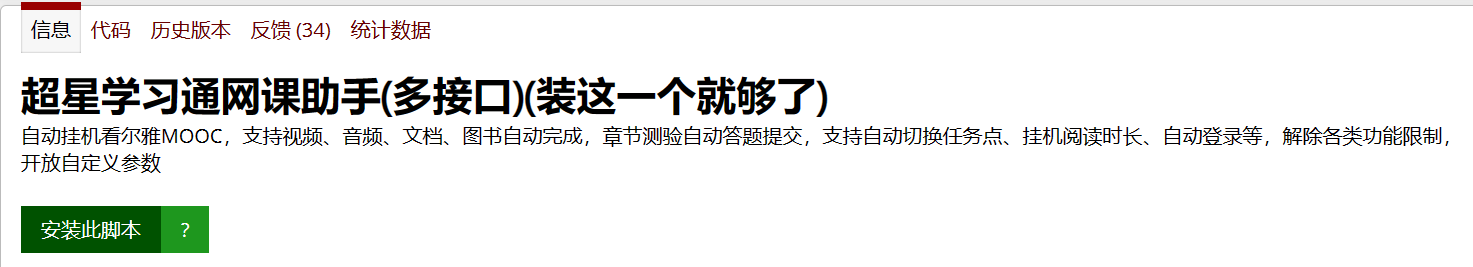 信息 代码 历史版本 反馈 (34) 统计数据
超星学习通网课助手(多接口)(装这一个就够了)
自动挂机看尔雅MOOC，支持视频、音频、文档、图书自动完成，章节测验自动答题提交，支持自动切换任务点、挂机阅读时长、自动登录等，解除各类功能限制，
开放自定义参数
安装此脚本 ?